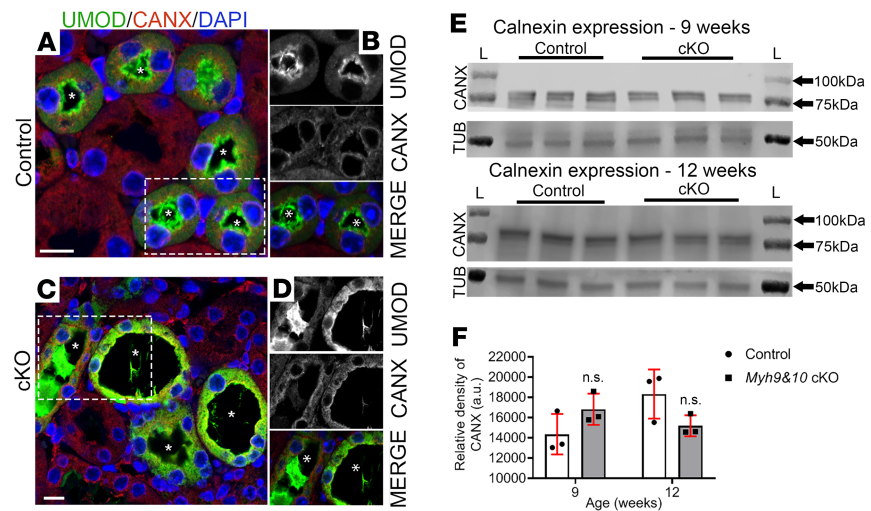 UMOD/CANX/DAPI
A
B
Control
UMOD
CANX
MERGE
* * * * *
* *
C
D
cKO
UMOD
CANX
MERGE
* * * *
* *
E
Calnexin expression - 9 weeks
L Control cKO L
CANX
100kDa
75kDa
TUB
50kDa
Calnexin expression - 12 weeks
L Control cKO L
CANX
100kDa
75kDa
TUB
50kDa
F
Relative density of
CANX (a.u.)
22000
20000
18000
16000
14000
12000
10000
n.s.
n.s.
9 12
Age (weeks)
Control
Myh9&10 cKO